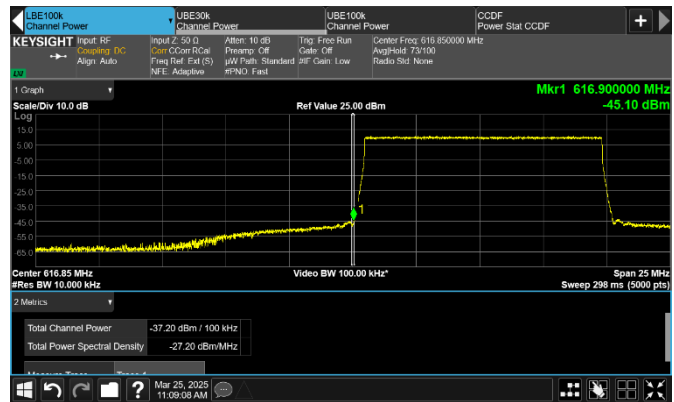 LBE100k
Channel Power
UBE30k
Channel Power
UBE100k
Channel Power
CCDF
Power Stat CCDF
KEYSIGHT
Input: RF
Coupling: DC
Align: Auto
Input Z: 50 Ω
Corr CCorr RCal
Freq Ref: Ext (S)
NFE: Adaptive
Atten: 10 dB
Preamp: Off
µW Path: Standard
#PNO: Fast
Trig: Free Run
Gate: Off
#IF Gain: Low
Center Freq: 616.850000 MHz
Avg|Hold: 73/100
Radio Std: None
LXI
1 Graph
Mkr1 616.900000 MHz
Scale/Div 10.0 dB
Ref Value 25.00 dBm
-45.10 dBm
Log
15.0
5.00
-5.00
-15.0
-25.0
-35.0
-45.0
-55.0
-65.0
1
Center 616.85 MHz
Video BW 100.00 kHz*
Span 25 MHz
#Res BW 10.000 kHz
Sweep 298 ms (5000 pts)
2 Metrics
Total Channel Power -37.20 dBm / 100 kHz
Total Power Spectral Density -27.20 dBm/MHz
Measure Trace Trace 1
?
Mar 25, 2025
11:09:08 AM